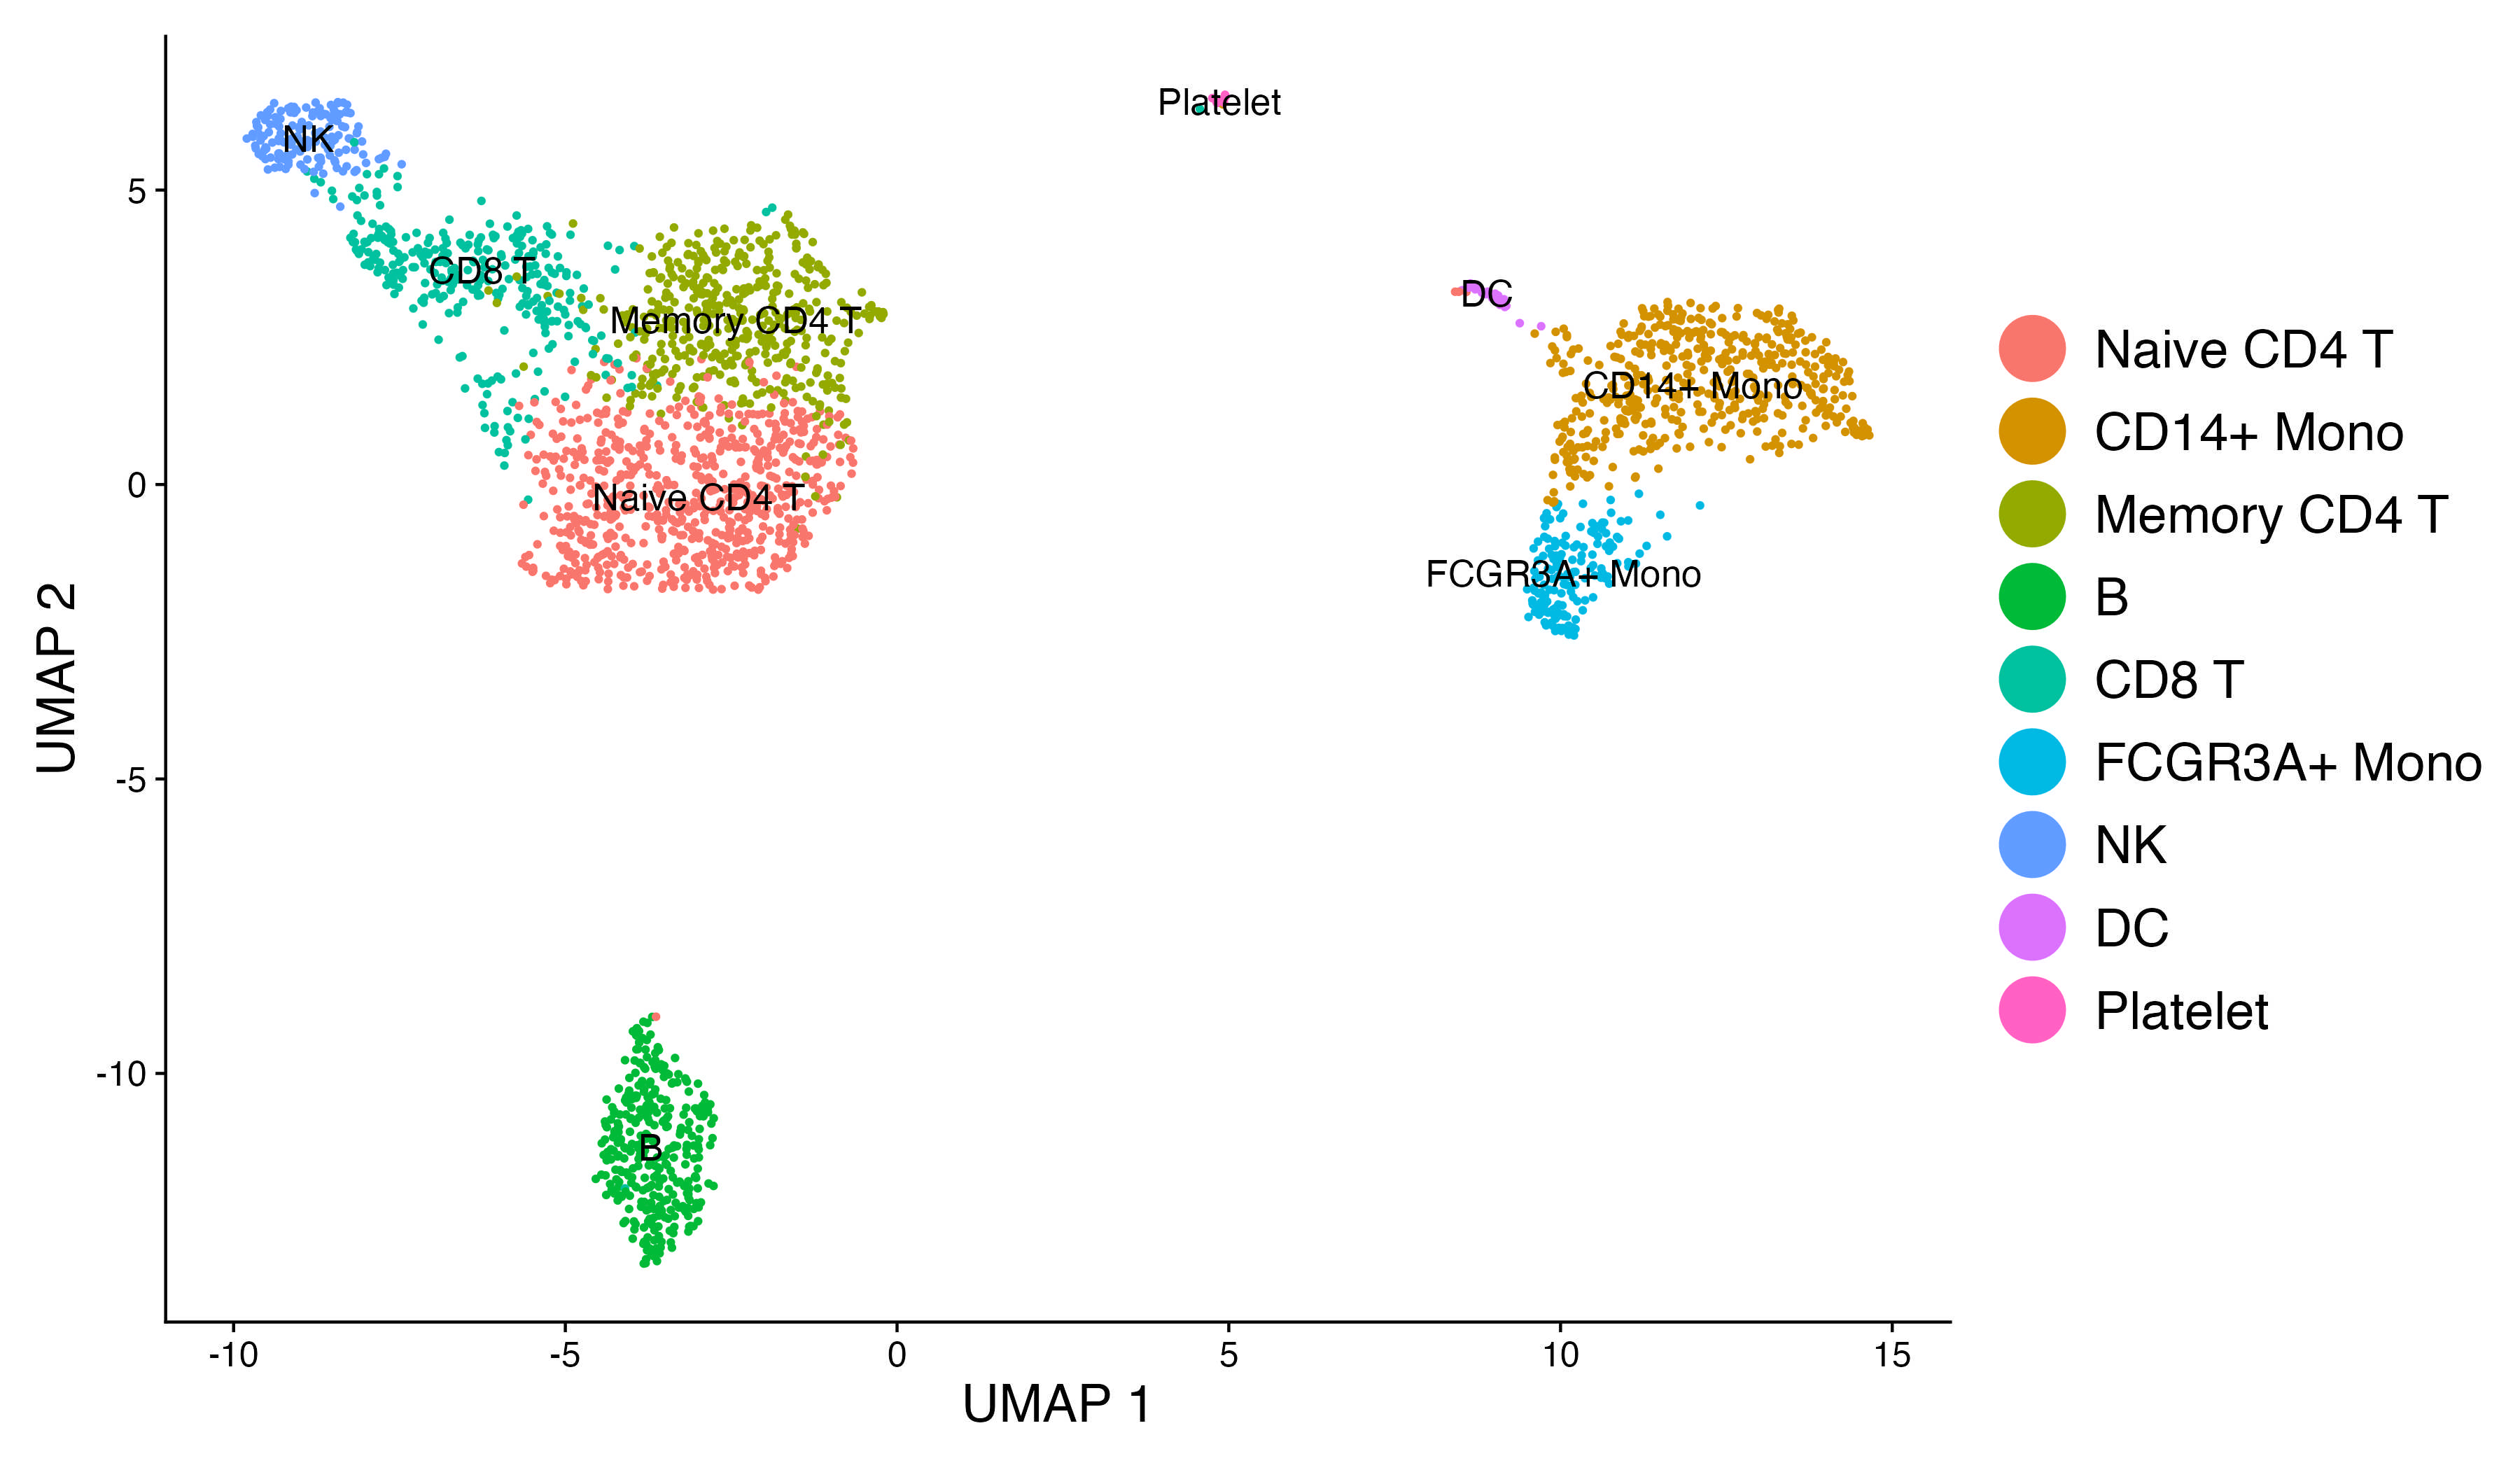 Platelet
NK
5
CD8 T
DC
Memory CD4 T
CD14+ Mono
0
Naive CD4 T
FCGR3A+ Mono
-5
-10
B
-10
-5
0
5
10
15
UMAP 1
UMAP 2
Naive CD4 T
CD14+ Mono
Memory CD4 T
B
CD8 T
FCGR3A+ Mono
NK
DC
Platelet